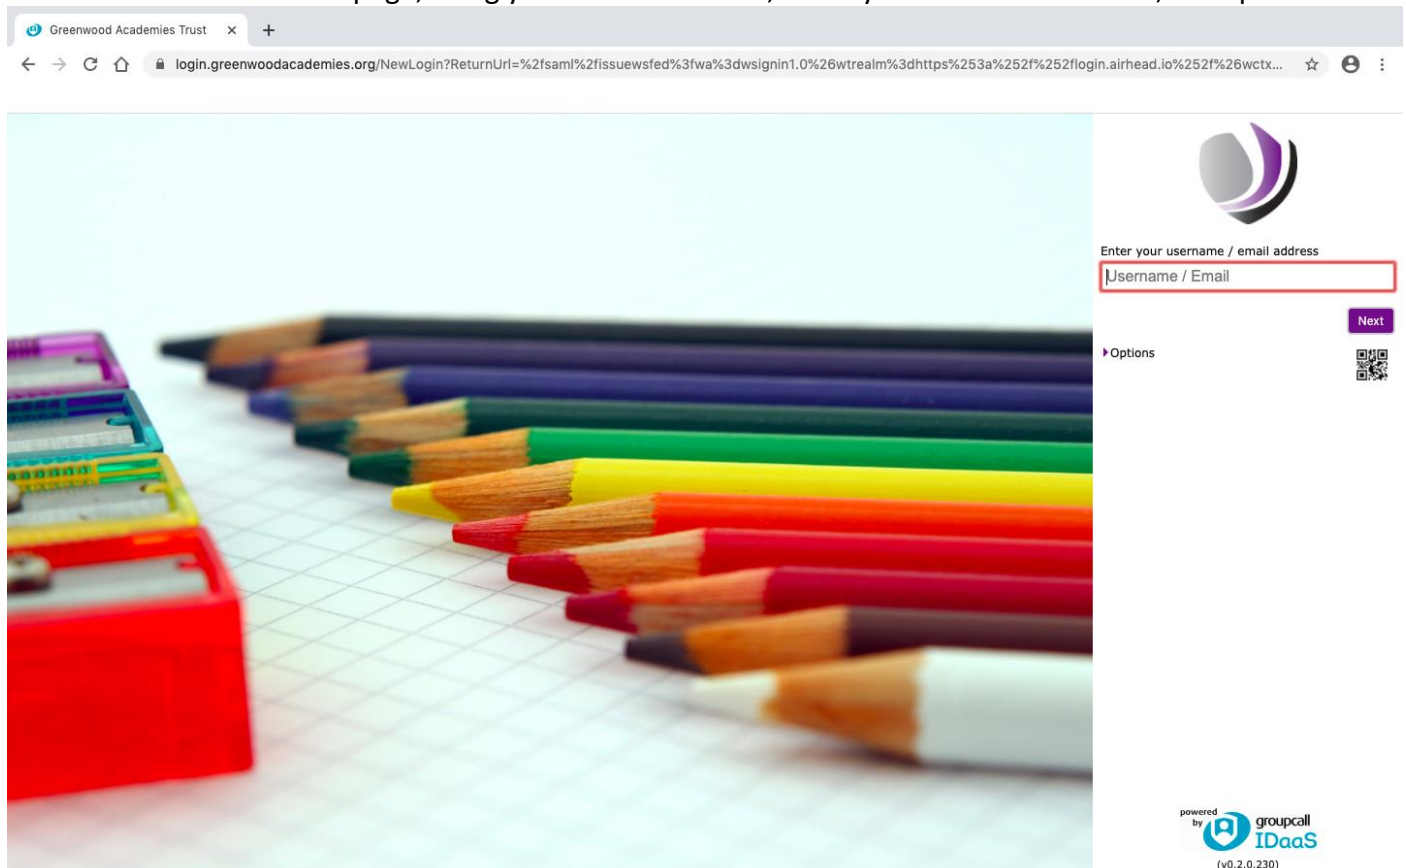 Greenwood Academies Trust
login.greenwoodacademies.org/NewLogin?ReturnUrl=%2fsaml%2fissuewsfed%3fwa%3dwsignin1.0%26wtrealm%3dhttps%253a%252f%252flogin.airhead.io%252f%26wctx...
Enter your username / email address
Username / Email
Next
Options
powered
by
groupcall
IDaaS
(v0.2.0.230)